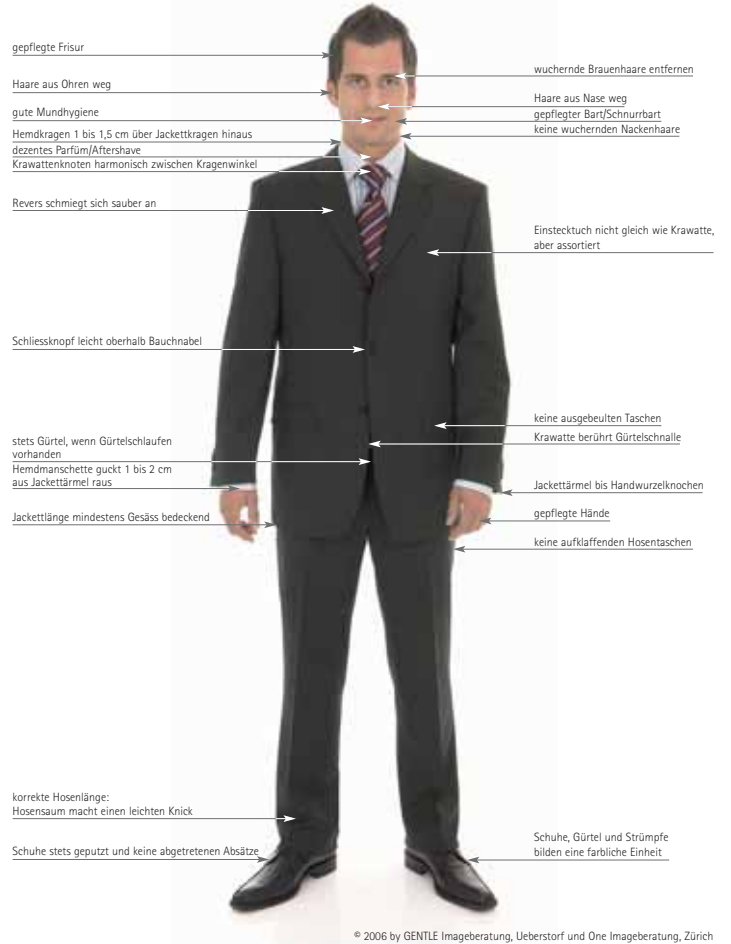 gepflegte Frisur
wuchernde Brauenhaare entfernen
Haare aus Ohren weg
Haare aus Nase weg
gute Mundhygiene
gepflegter Bart/Schnurrbart
Hemdkragen 1 bis 1,5 cm über Jackettkragen hinaus
keine wuchernden Nackenhaare
dezentes Parfüm/Aftershave
Krawattenknoten harmonisch zwischen Kragenwinkel
Revers schmiegt sich sauber an
Einstecktuch nicht gleich wie Krawatte,
aber assortiert
Schliessknopf leicht oberhalb Bauchnabel
keine ausgebeulten Taschen
Krawatte berührt Gürtelschnalle
stets Gürtel, wenn Gürtelschlaufen
vorhanden
Hemdmanschette guckt 1 bis 2 cm
aus Jackettärmel raus
Jackettärmel bis Handwurzelknochen
Jackettlänge mindestens Gesäss bedeckend
gepflegte Hände
keine aufklaffenden Hosentaschen
korrekte Hosenlänge:
Hosensaum macht einen leichten Knick
Schuhe stets geputzt und keine abgetretenen Absätze
Schuhe, Gürtel und Strümpfe
bilden eine farbliche Einheit
© 2006 by GENTLE Imageberatung, Ueberstorf und One Imageberatung, Zürich